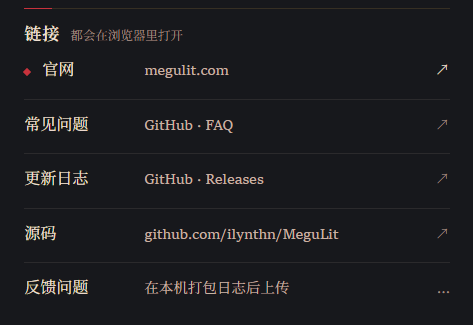 链接 都会在浏览器里打开
官网 megulit.com ↗
常见问题 GitHub · FAQ ↗
更新日志 GitHub · Releases ↗
源码 github.com/ilynthn/MeguLit ↗
反馈问题 在本机打包日志后上传 ...